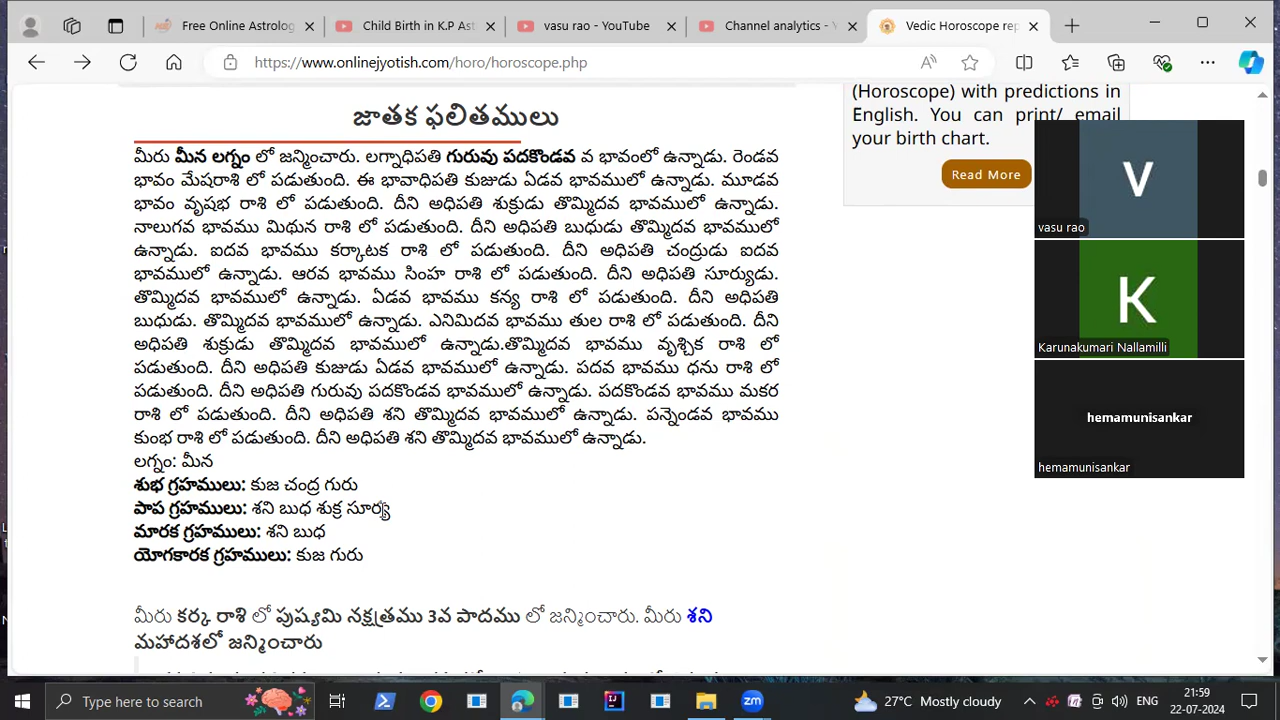 Free Online Astrolog
Child Birth in K.P Ast
vasu rao - YouTube
Channel analytics - V
Vedic Horoscope rep
https://www.onlinejyotish.com/horo/horoscope.php
జాతక ఫలితములు
మీరు మీన లగ్నం లో జన్మించారు. లగ్నాధిపతి గురువు పదకొండవ వ భావంలో ఉన్నాడు. రెండవ
భావం మేషరాశి లో పడుతుంది. ఈ భావాధిపతి కుజుడు ఏడవ భావములో ఉన్నాడు. మూడవ
భావం వృషభ రాశి లో పడుతుంది. దీని అధిపతి శుక్రుడు తొమ్మిదవ భావములో ఉన్నాడు.
నాలుగవ భావము మిథున రాశి లో పడుతుంది. దీని అధిపతి బుధుడు తొమ్మిదవ భావములో
ఉన్నాడు. ఐదవ భావము కర్కాటక రాశి లో పడుతుంది. దీని అధిపతి చంద్రుడు ఐదవ
భావములో ఉన్నాడు. ఆరవ భావము సింహ రాశి లో పడుతుంది. దీని అధిపతి సూర్యుడు.
తొమ్మిదవ భావములో ఉన్నాడు. ఏడవ భావము కన్య రాశి లో పడుతుంది. దీని అధిపతి
బుధుడు. తొమ్మిదవ భావములో ఉన్నాడు. ఎనిమిదవ భావము తుల రాశి లో పడుతుంది. దీని
అధిపతి శుక్రుడు తొమ్మిదవ భావములో ఉన్నాడు.తొమ్మిదవ భావము వృశ్చిక రాశి లో
పడుతుంది. దీని అధిపతి కుజుడు ఏడవ భావములో ఉన్నాడు. పదవ భావము ధను రాశి లో
పడుతుంది. దీని అధిపతి గురువు పదకొండవ భావములో ఉన్నాడు. పదకొండవ భావము మకర
రాశి లో పడుతుంది. దీని అధిపతి శని తొమ్మిదవ భావములో ఉన్నాడు. పన్నెండవ భావము
కుంభ రాశి లో పడుతుంది. దీని అధిపతి శని తొమ్మిదవ భావములో ఉన్నాడు.
లగ్నం: మీన
శుభ గ్రహములు: కుజ చంద్ర గురు
పాప గ్రహములు: శని బుధ శుక్ర సూర్య
మారక గ్రహములు: శని బుధ
యోగకారక గ్రహములు: కుజ గురు
మీరు కర్క రాశి లో పుష్యమి నక్షత్రము 3వ పాదము లో జన్మించారు. మీరు శని
మహాదశలో జన్మించారు
(Horoscope) with predictions in
English. You can print/ email
your birth chart.
Read More
V
vasu rao
K
Karunakumari Nallamilli
hemamunisankar
hemamunisankar
Type here to search
27°C Mostly cloudy
ENG
21:59
22-07-2024